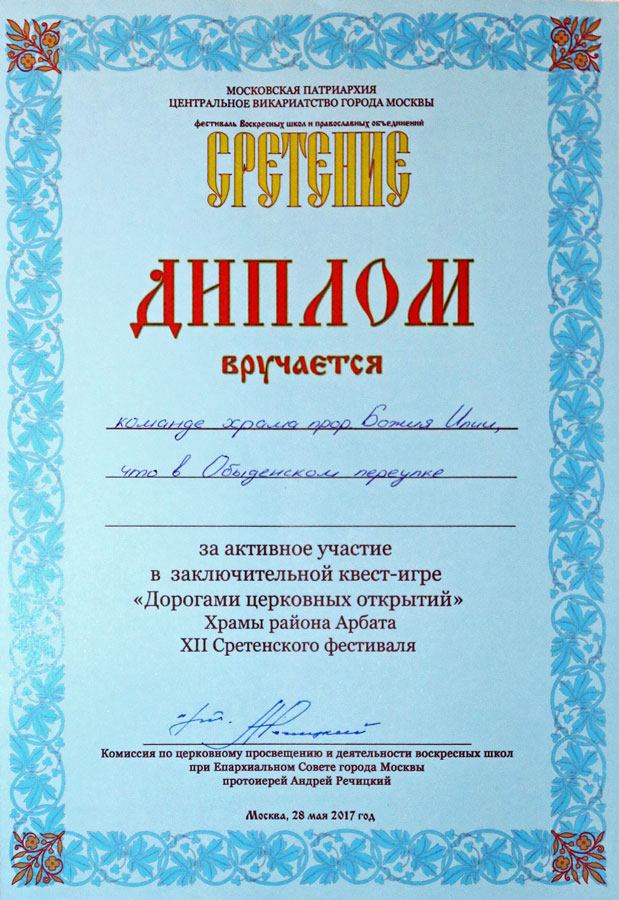 МОСКОВСКАЯ ПАТРИАРХИЯ
ЦЕНТРАЛЬНОЕ ВИКАРИАТСТВО ГОРОДА МОСКВЫ
фестиваль Воскресных школ и православных объединений
СРЕТЕНИЕ
ДИПЛОМ
вручается
команде храма прор. Божия Илии,
что в Обыденском переулке
за активное участие
в заключительной квест-игре
«Дорогами церковных открытий»
Храмы района Арбата
XII Сретенского фестиваля
Комиссия по церковному просвещению и деятельности воскресных школ
при Епархиальном Совете города Москвы
протоиерей Андрей Речицкий
Москва, 28 мая 2017 год